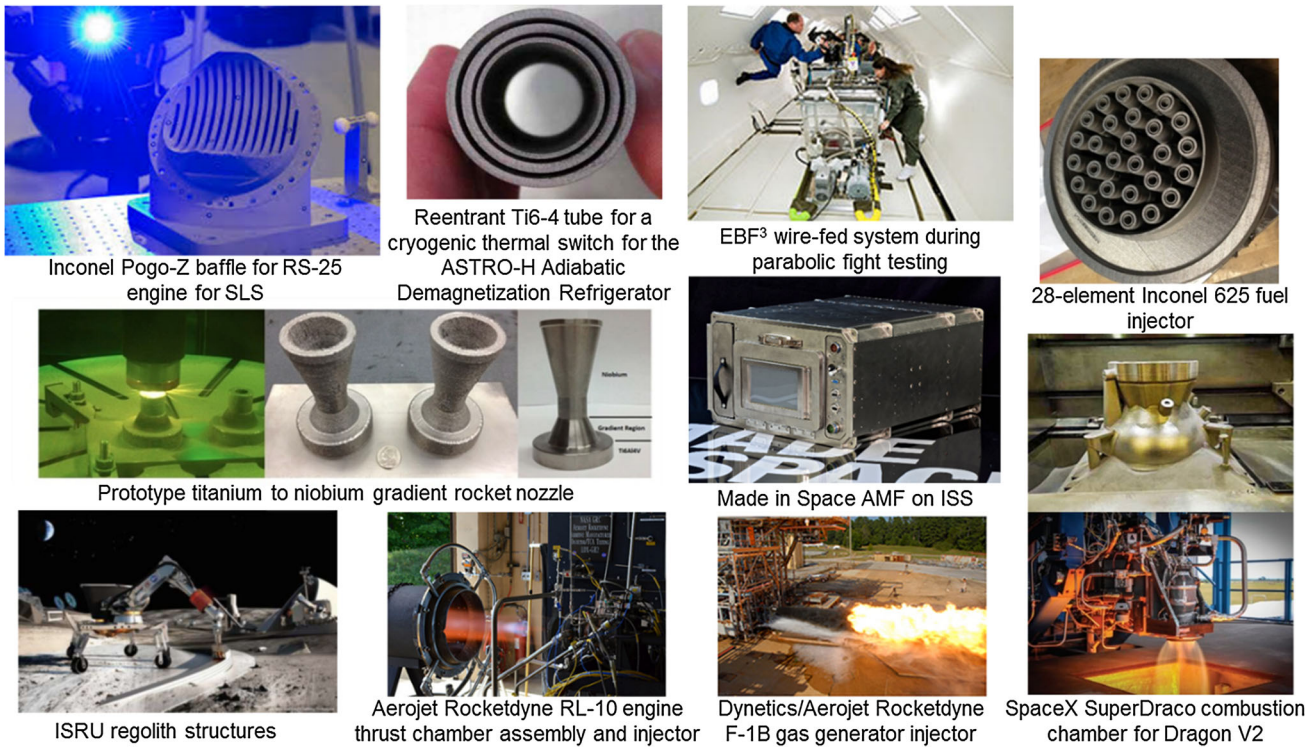 Inconel Pogo-Z baffle for RS-25
engine for SLS
Reentrant Ti6-4 tube for a
cryogenic thermal switch for the
ASTRO-H Adiabatic
Demagnetization Refrigerator
EBF³ wire-fed system during
parabolic fight testing
28-element Inconel 625 fuel
injector
Niobium
Gradient Region
Ti6Al4V
Prototype titanium to niobium gradient rocket nozzle
MADE
SPACE
Made in Space AMF on ISS
ISRU regolith structures
NASA GRC
Aerojet Rocketdyne RL-10 engine
thrust chamber assembly and injector
Dynetics/Aerojet Rocketdyne
F-1B gas generator injector
SpaceX SuperDraco combustion
chamber for Dragon V2